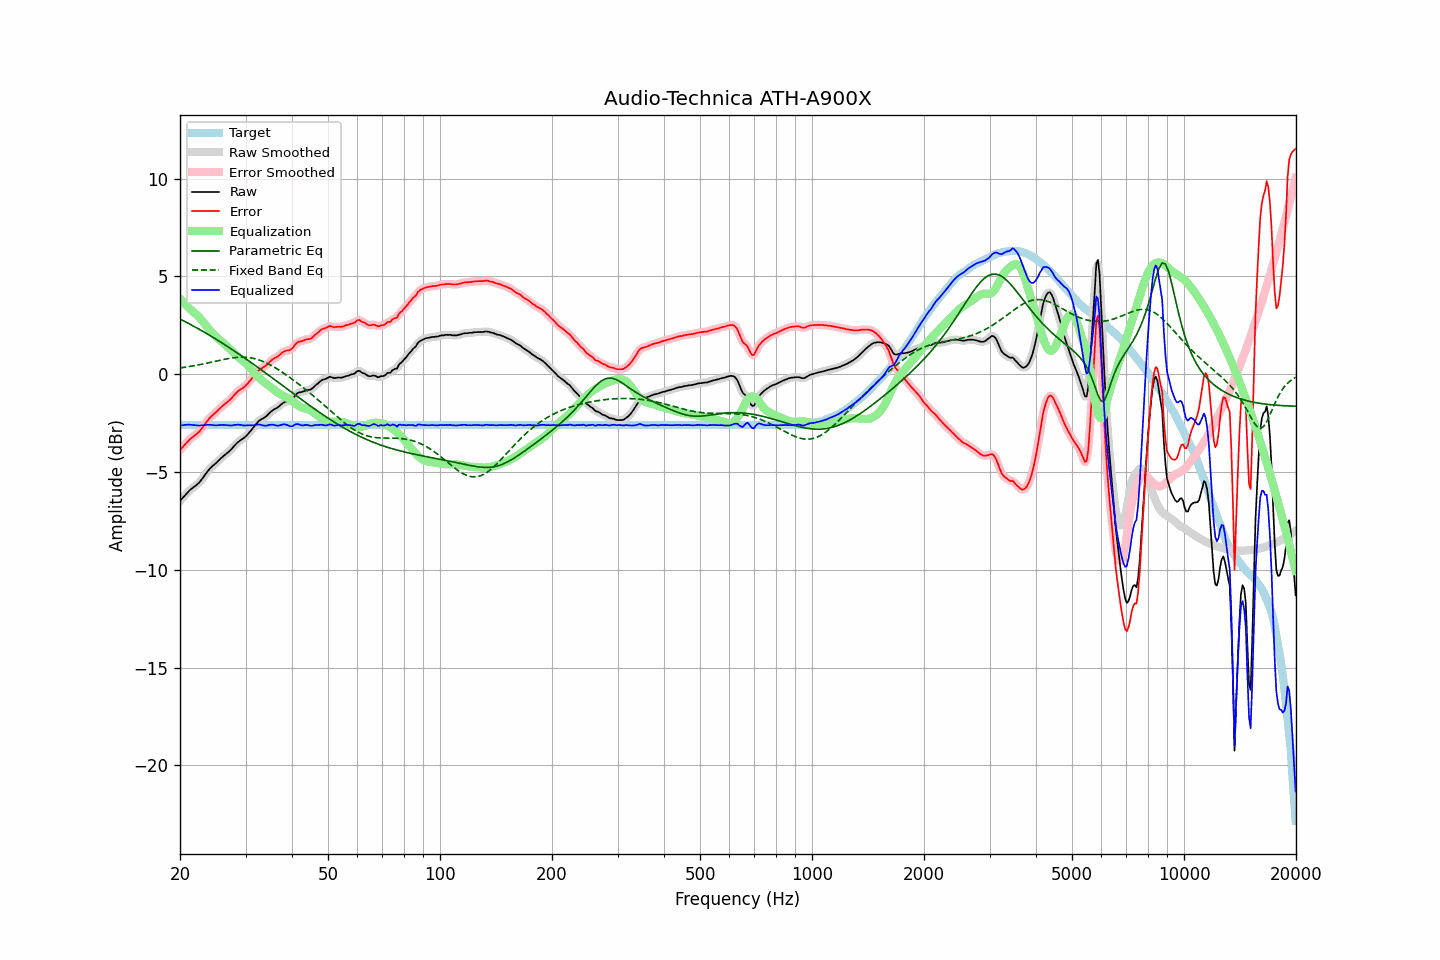 Audio-Technica ATH-A900X
Target
Raw Smoothed
Error Smoothed
Raw
Error
Equalization
Parametric Eq
Fixed Band Eq
Equalized
Amplitude (dBr)
10
5
0
−5
−10
−15
−20
20 50 100 200 500 1000 2000 5000 10000 20000
Frequency (Hz)